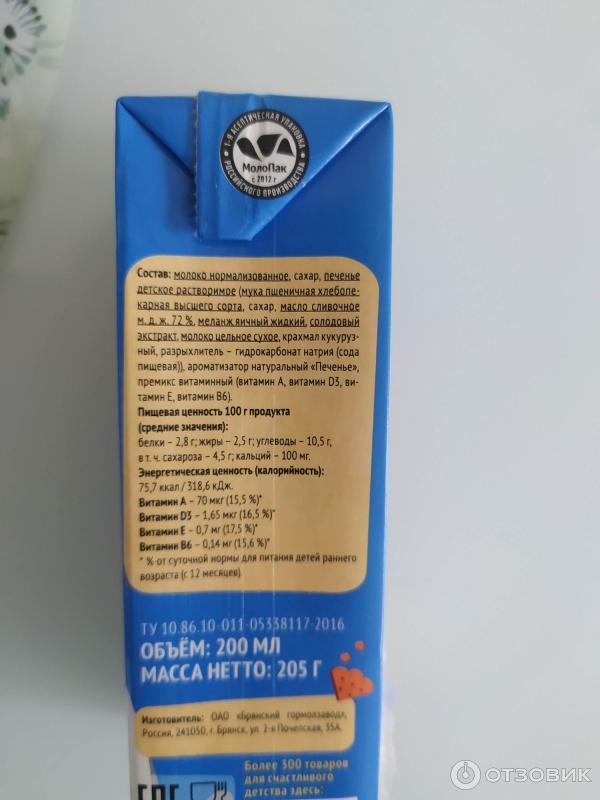 1-Я АСЕПТИЧЕСКАЯ УПАКОВКА
МолоПак
с 2012 г
РОССИЙСКОГО ПРОИЗВОДСТВА
Состав: молоко нормализованное, сахар, печенье
детское растворимое (мука пшеничная хлебопе-
карная высшего сорта, сахар, масло сливочное
м. д. ж. 72 %, меланж яичный жидкий, солодовый
экстракт, молоко цельное сухое, крахмал кукуруз-
ный, разрыхлитель – гидрокарбонат натрия (сода
пищевая)), ароматизатор натуральный «Печенье»,
премикс витаминный (витамин А, витамин D3, ви-
тамин Е, витамин В6).
Пищевая ценность 100 г продукта
(средние значения):
белки – 2,8 г; жиры – 2,5 г; углеводы – 10,5 г,
в т. ч. сахароза – 4,5 г; кальций – 100 мг.
Энергетическая ценность (калорийность):
75,7 ккал / 318,6 кДж.
Витамин А – 70 мкг (15,5 %)*
Витамин D3 – 1,65 мкг (16,5 %)*
Витамин Е – 0,7 мг (17,5 %)*
Витамин В6 – 0,14 мг (15,6 %)*
* % от суточной нормы для питания детей раннего
возраста (с 12 месяцев).
ТУ 10.86.10-011-05338117-2016
ОБЪЁМ: 200 МЛ
МАССА НЕТТО: 205 Г
Изготовитель: ОАО «Брянский гормолзавод»,
Россия, 241050, г. Брянск, ул. 2-я Почепская, 35А.
Более 300 товаров
для счастливого
детства здесь:
ОТЗОВИК